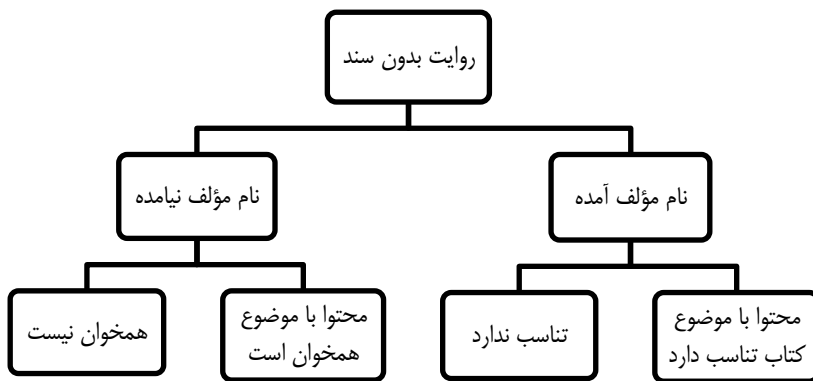 روایت بدون سند
نام مؤلف آمده
نام مؤلف نیامده
محتوا با موضوع
کتاب تناسب دارد
تناسب ندارد
محتوا با موضوع
همخوان است
همخوان نیست